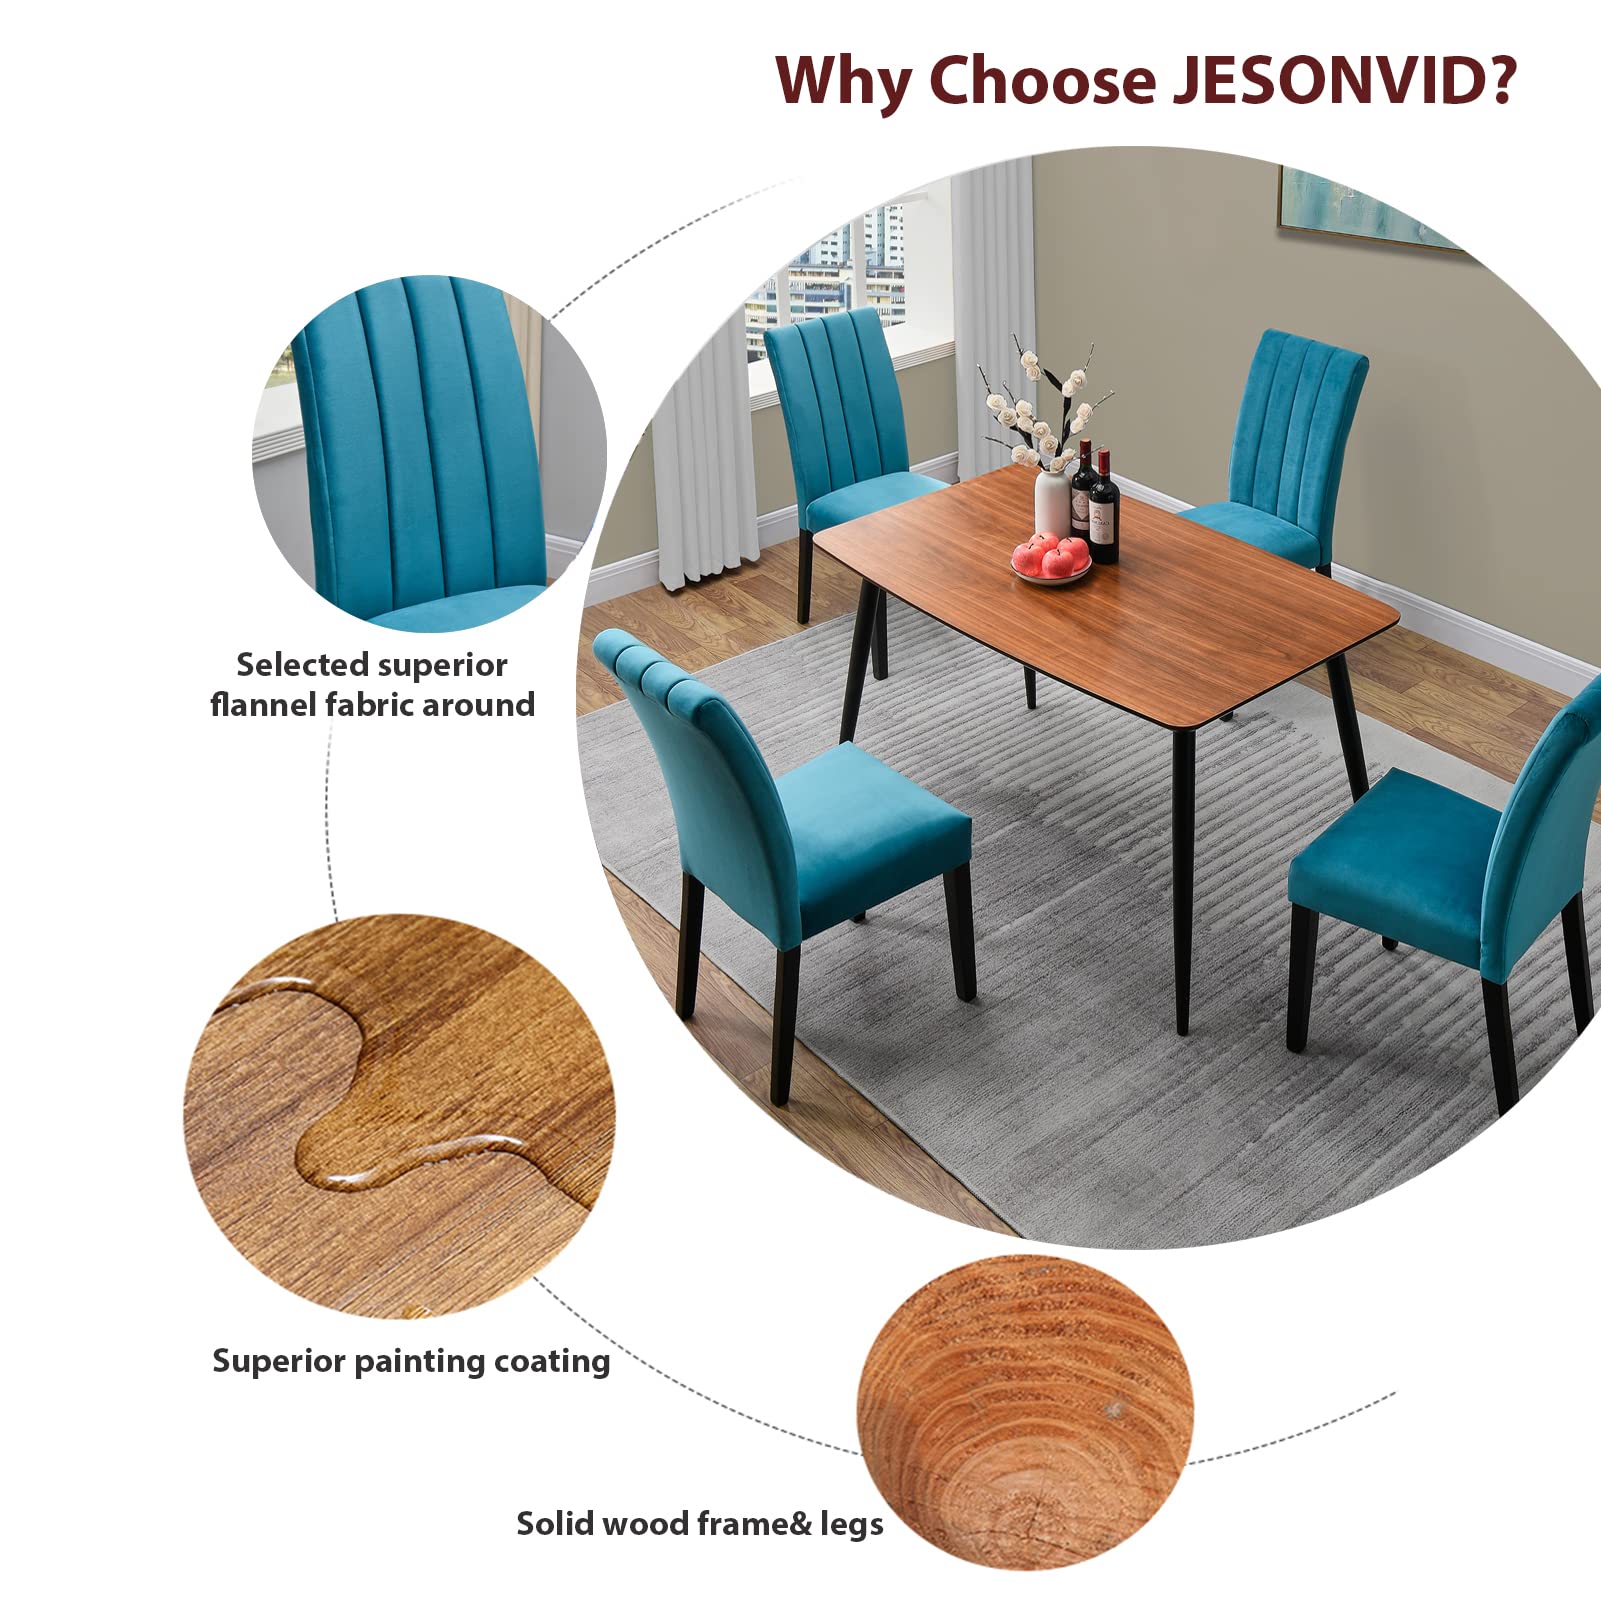 Why Choose JESONVID?
Selected superior
flannel fabric around
Superior painting coating
Solid wood frame& legs